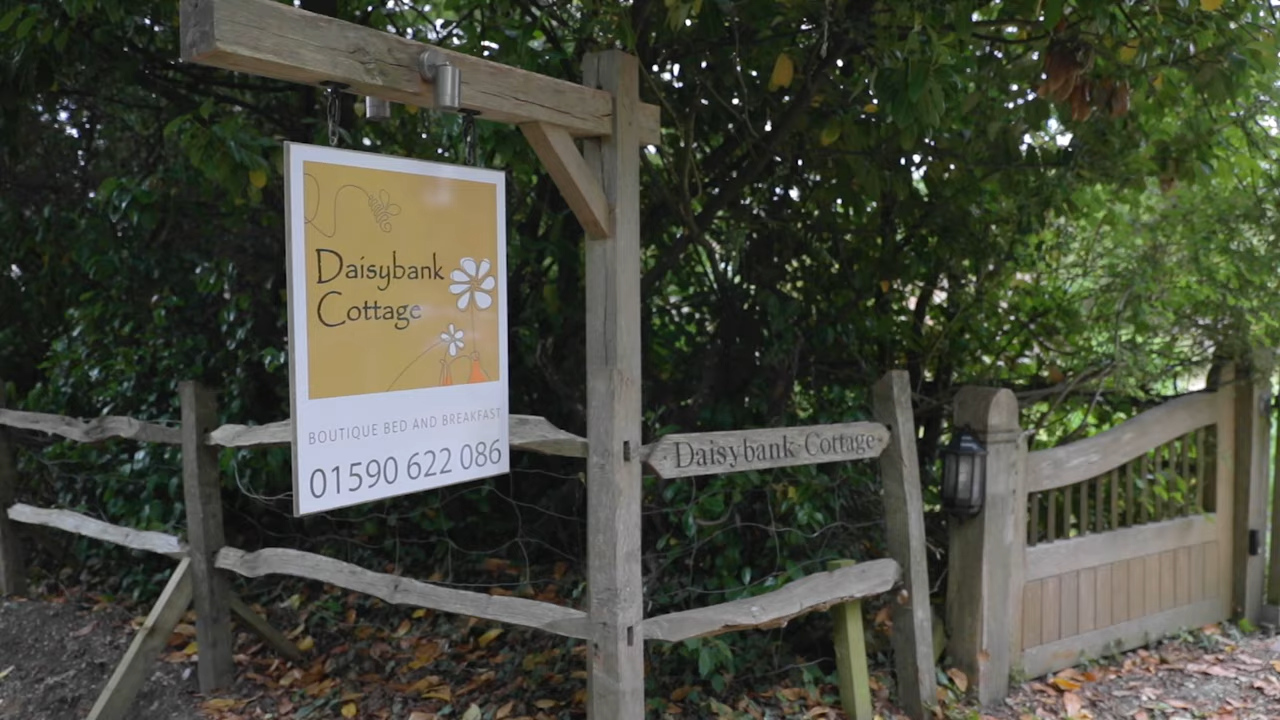 Daisybank
Cottage
BOUTIQUE BED AND BREAKFAST
01590 622 086
Daisybank Cottage